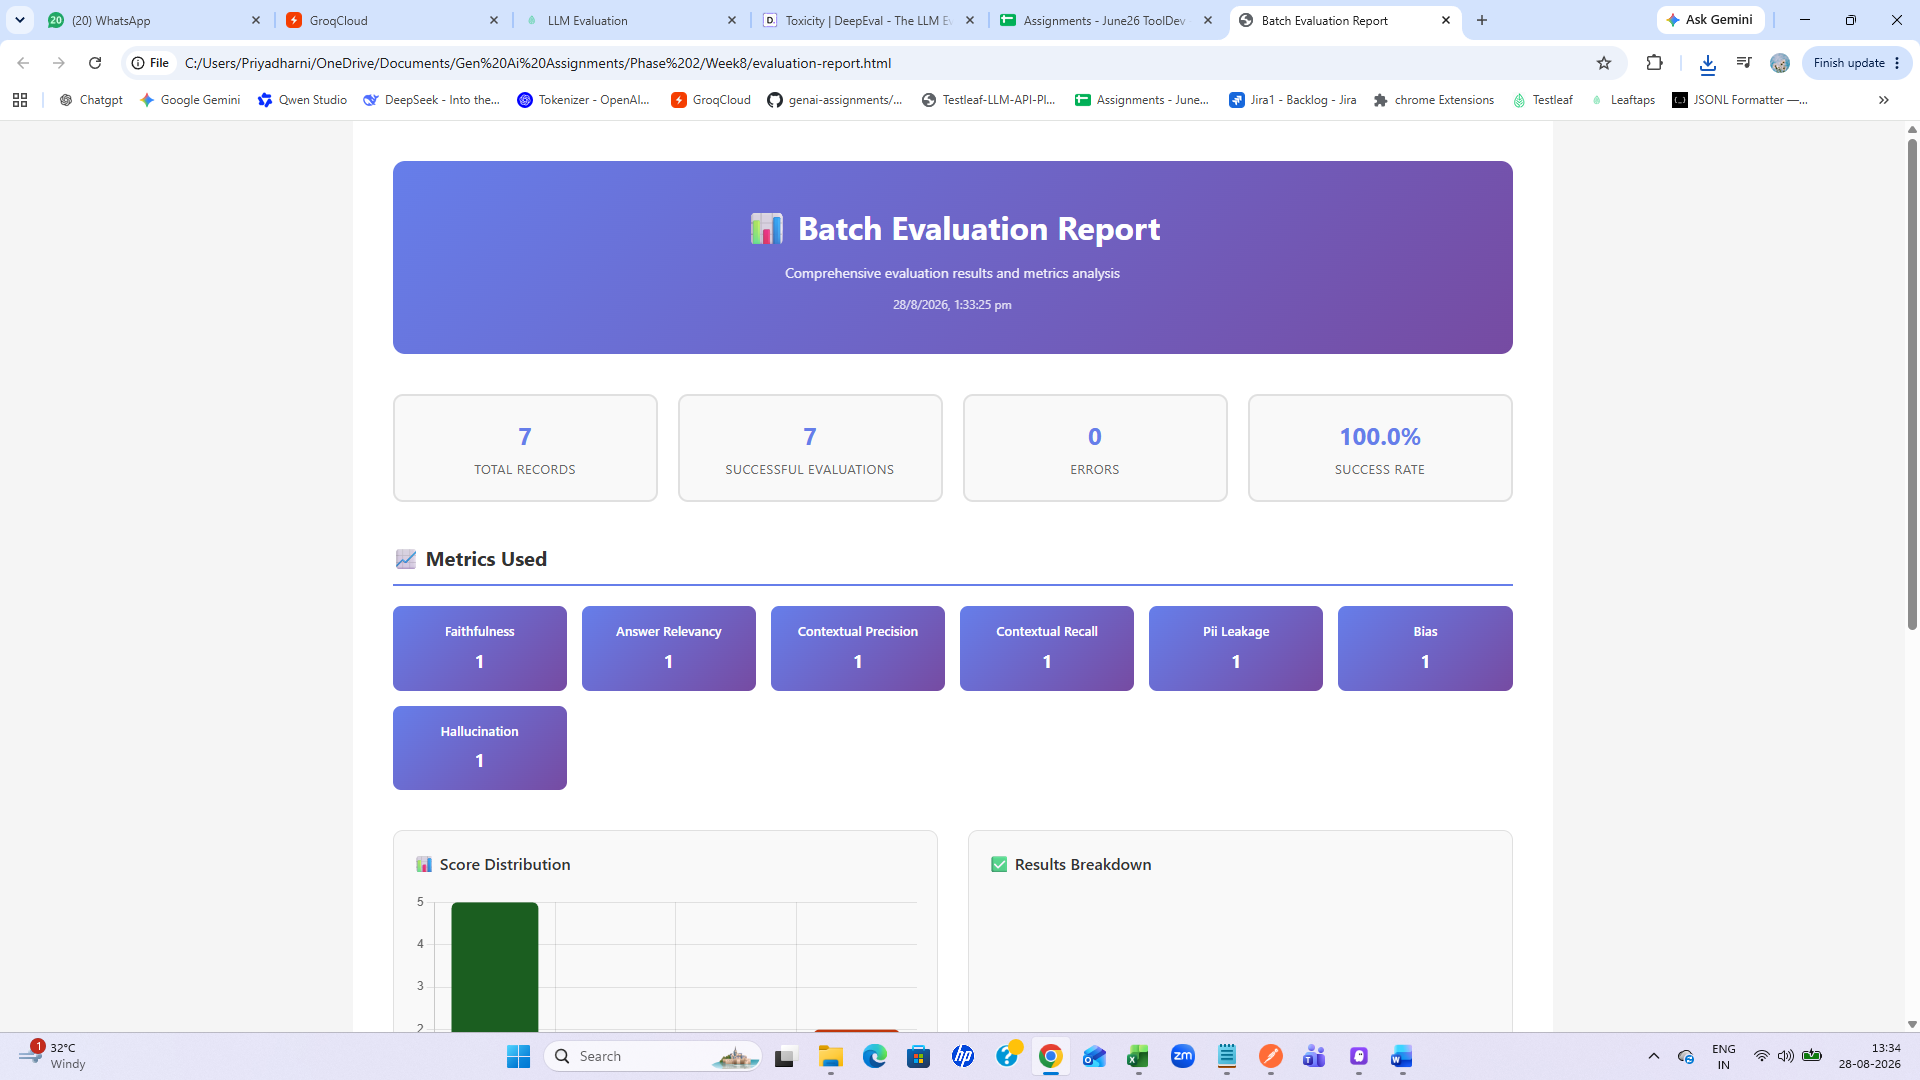 20 (20) WhatsApp
GroqCloud
LLM Evaluation
D. Toxicity | DeepEval - The LLM Ev
Assignments - June26 ToolDev
Batch Evaluation Report
Ask Gemini
File C:/Users/Priyadharni/OneDrive/Documents/Gen%20Ai%20Assignments/Phase%202/Week8/evaluation-report.html
Finish update
Chatgpt
Google Gemini
Qwen Studio
DeepSeek - Into the...
Tokenizer - OpenAI...
GroqCloud
genai-assignments/...
Testleaf-LLM-API-Pl...
Assignments - June...
Jira1 - Backlog - Jira
chrome Extensions
Testleaf
Leaftaps
JSONL Formatter —...
Batch Evaluation Report
Comprehensive evaluation results and metrics analysis
28/8/2026, 1:33:25 pm
7
TOTAL RECORDS
7
SUCCESSFUL EVALUATIONS
0
ERRORS
100.0%
SUCCESS RATE
Metrics Used
Faithfulness
1
Answer Relevancy
1
Contextual Precision
1
Contextual Recall
1
Pii Leakage
1
Bias
1
Hallucination
1
Score Distribution
5
4
3
2
Results Breakdown
1
32°C
Windy
Search
hp
zm
ENG
IN
13:34
28-08-2026